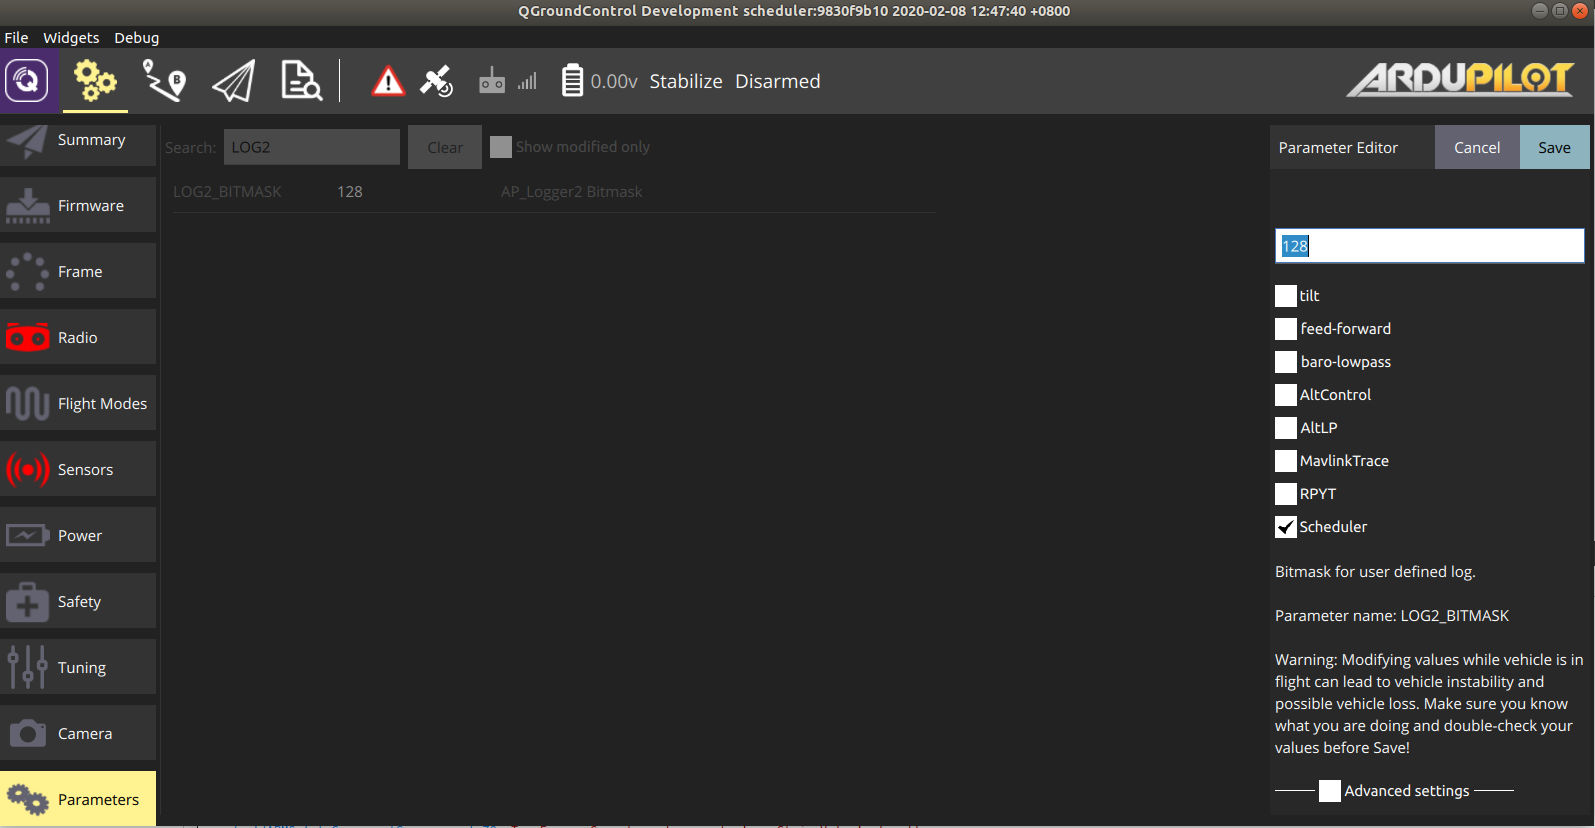 QGroundControl Development scheduler:9830f9b10 2020-02-08 12:47:40 +0800
File Widgets Debug
A B 0.00v Stabilize Disarmed ARDUPILOT
Summary
Firmware
Frame
Radio
Flight Modes
Sensors
Power
Safety
Tuning
Camera
Parameters
Search: LOG2 Clear Show modified only
LOG2_BITMASK 128 AP_Logger2 Bitmask
Parameter Editor Cancel Save
128
tilt
feed-forward
baro-lowpass
AltControl
AltLP
MavlinkTrace
RPYT
Scheduler
Bitmask for user defined log.
Parameter name: LOG2_BITMASK
Warning: Modifying values while vehicle is in
flight can lead to vehicle instability and
possible vehicle loss. Make sure you know
what you are doing and double-check your
values before Save!
Advanced settings